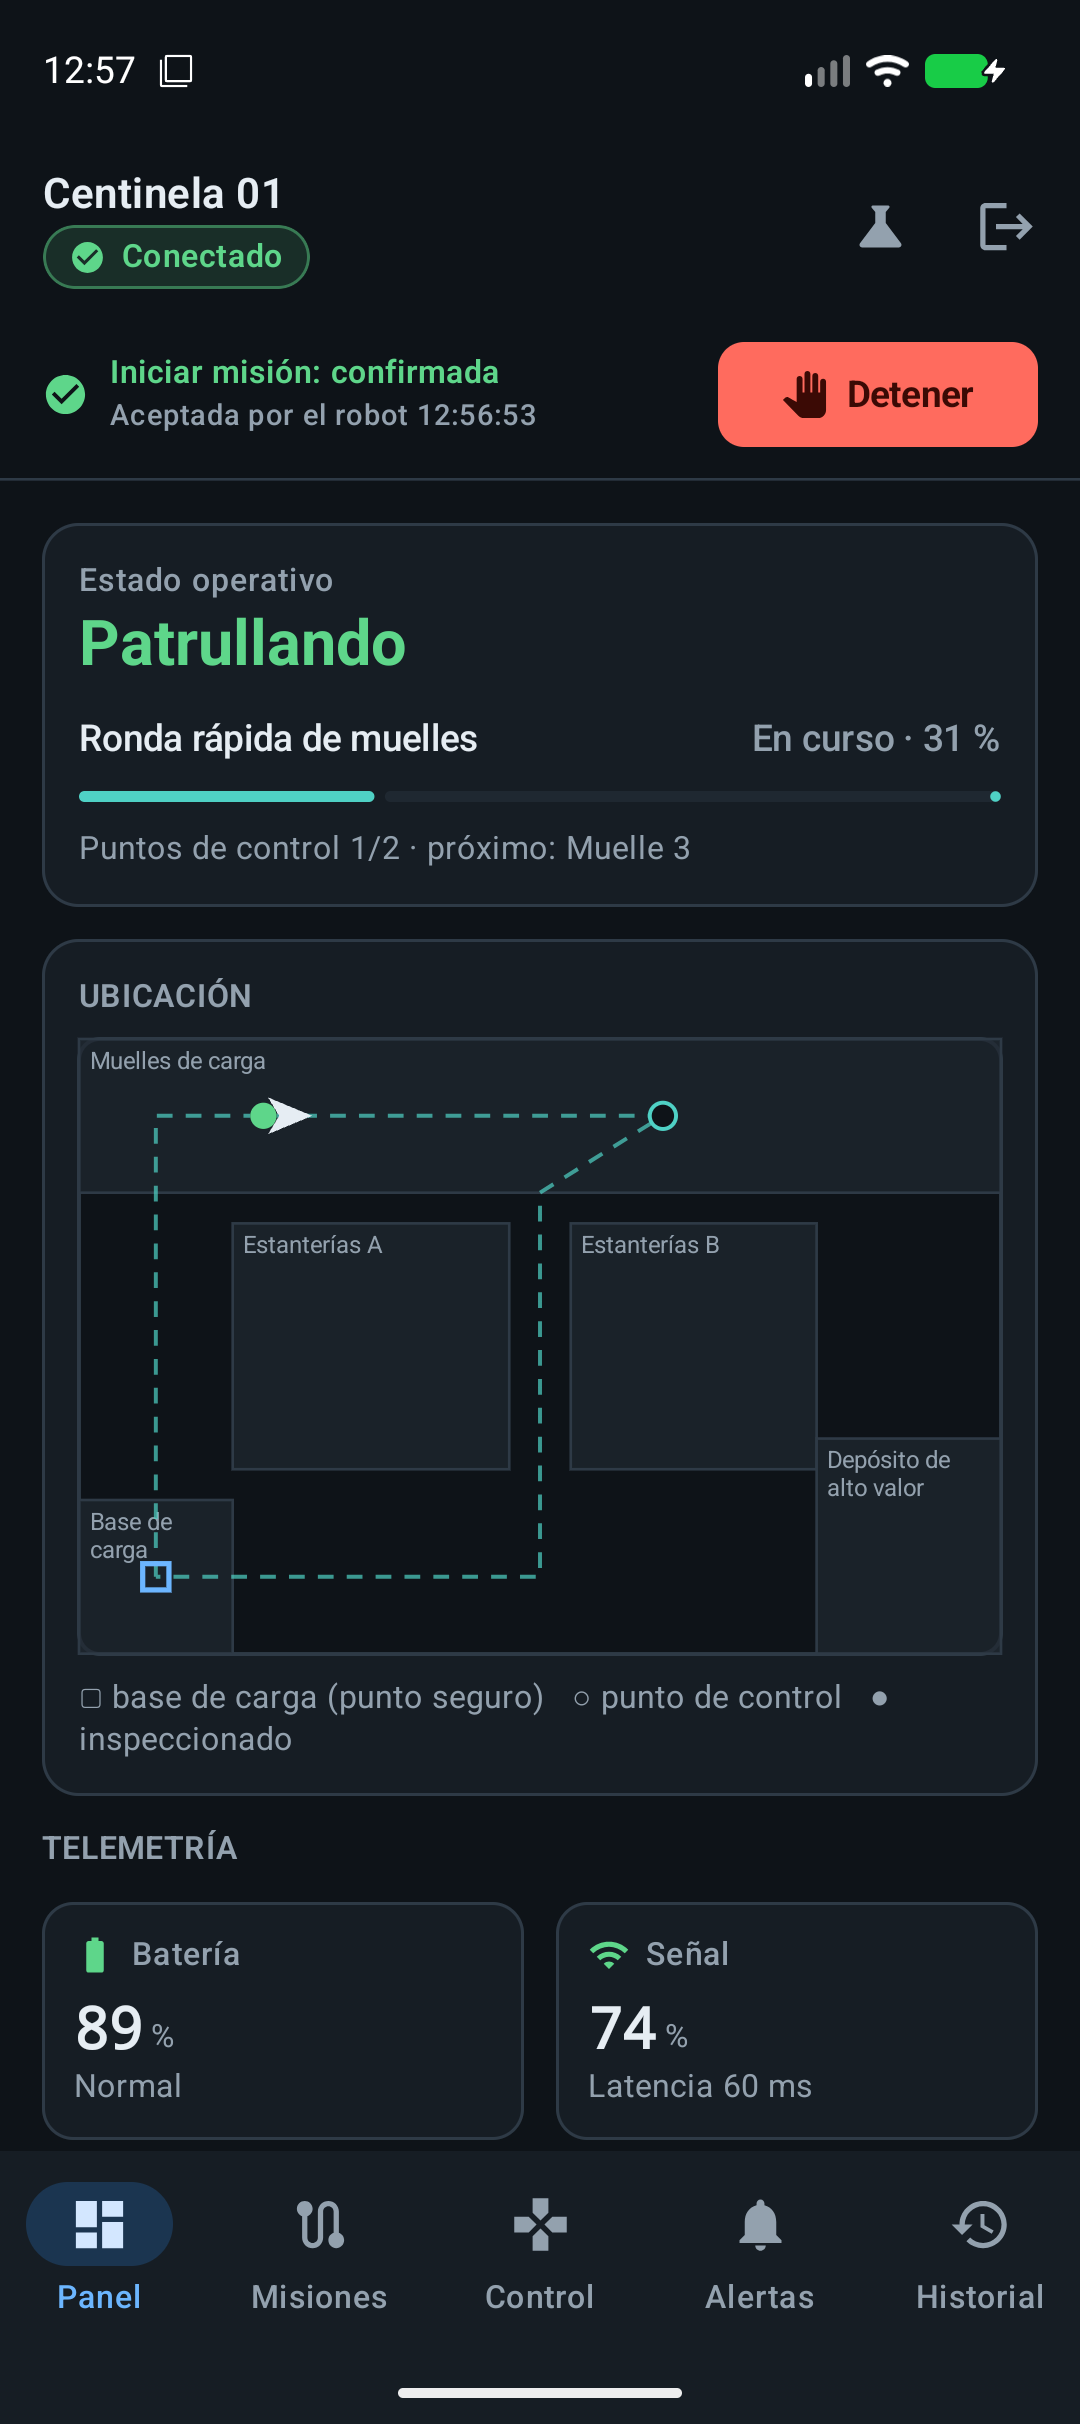 12:57
Centinela 01
Conectado
Iniciar misión: confirmada
Aceptada por el robot 12:56:53
Detener
Estado operativo
Patrullando
Ronda rápida de muelles
En curso · 31 %
Puntos de control 1/2 · próximo: Muelle 3
UBICACIÓN
Muelles de carga
Estanterías A
Estanterías B
Depósito de
alto valor
Base de
carga
▢ base de carga (punto seguro) ○ punto de control ●
inspeccionado
TELEMETRÍA
Batería
89 %
Normal
Señal
74 %
Latencia 60 ms
Panel
Misiones
Control
Alertas
Historial